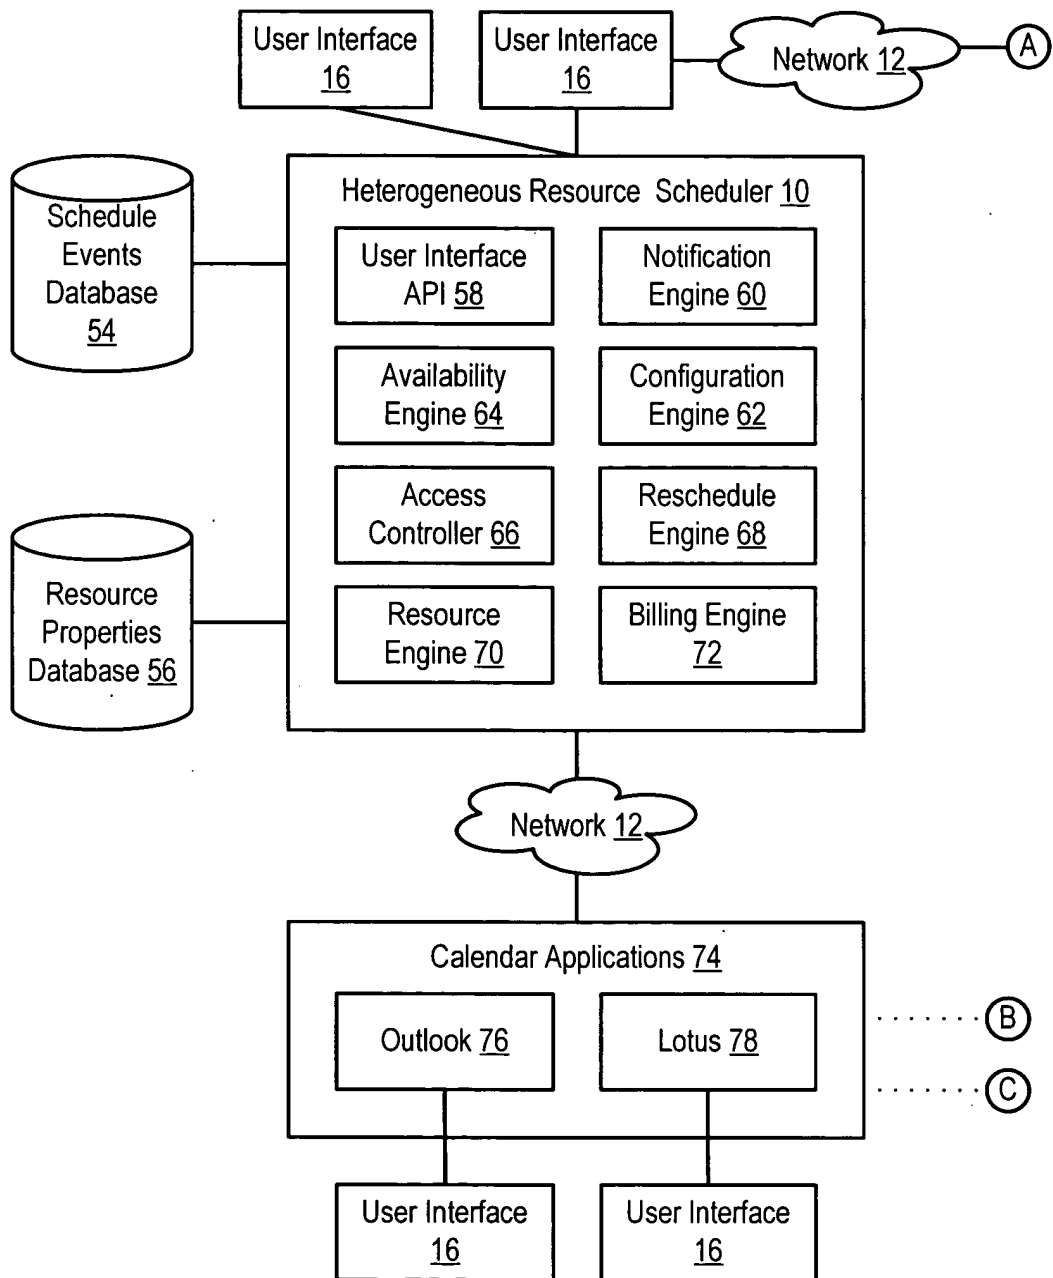 User Interface
16
User Interface
16
Network 12
A
Schedule
Events
Database
54
Heterogeneous Resource Scheduler 10
User Interface
API 58
Notification
Engine 60
Availability
Engine 64
Configuration
Engine 62
Access
Controller 66
Reschedule
Engine 68
Resource
Properties
Database 56
Resource
Engine 70
Billing Engine
72
Network 12
Calendar Applications 74
Outlook 76
Lotus 78
B
C
User Interface
16
User Interface
16